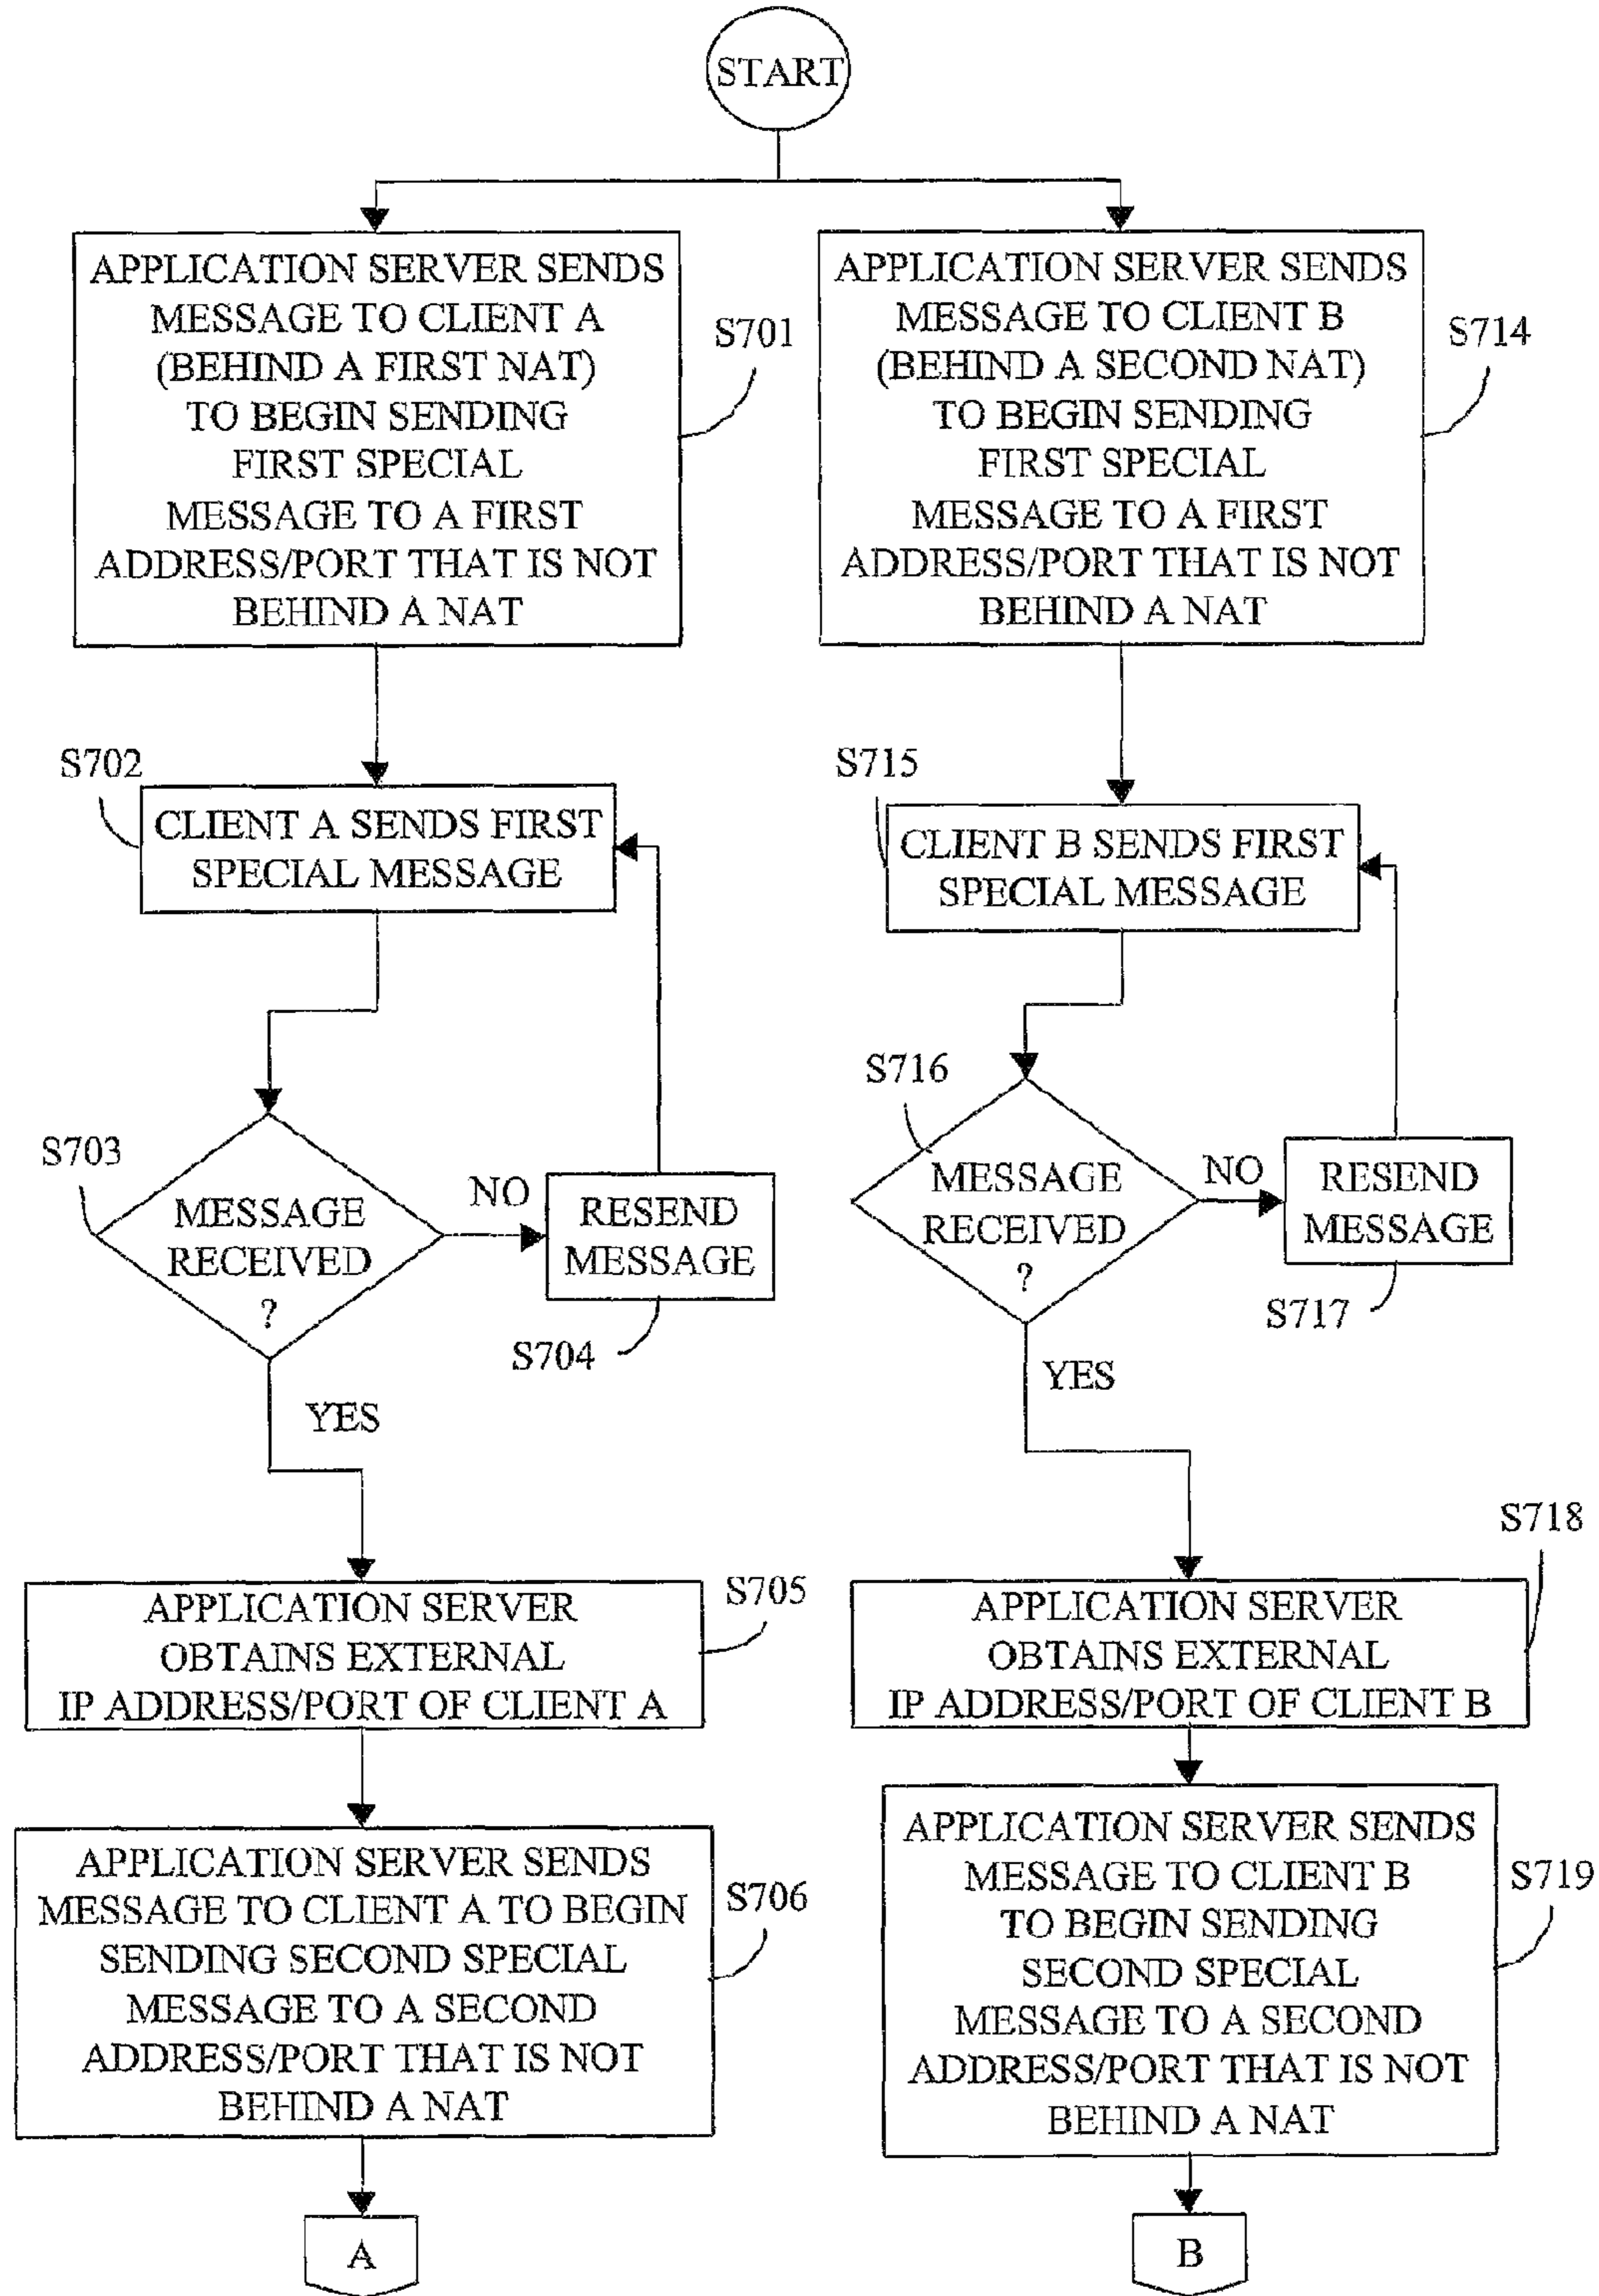 START
APPLICATION SERVER SENDS
MESSAGE TO CLIENT A
(BEHIND A FIRST NAT)
TO BEGIN SENDING
FIRST SPECIAL
MESSAGE TO A FIRST
ADDRESS/PORT THAT IS NOT
BEHIND A NAT
S701
APPLICATION SERVER SENDS
MESSAGE TO CLIENT B
(BEHIND A SECOND NAT)
TO BEGIN SENDING
FIRST SPECIAL
MESSAGE TO A FIRST
ADDRESS/PORT THAT IS NOT
BEHIND A NAT
S714
S702
CLIENT A SENDS FIRST
SPECIAL MESSAGE
S715
CLIENT B SENDS FIRST
SPECIAL MESSAGE
S703
MESSAGE
RECEIVED
?
NO
RESEND
MESSAGE
S704
YES
S716
MESSAGE
RECEIVED
?
NO
RESEND
MESSAGE
S717
YES
APPLICATION SERVER
OBTAINS EXTERNAL
IP ADDRESS/PORT OF CLIENT A
S705
APPLICATION SERVER
OBTAINS EXTERNAL
IP ADDRESS/PORT OF CLIENT B
S718
APPLICATION SERVER SENDS
MESSAGE TO CLIENT A TO BEGIN
SENDING SECOND SPECIAL
MESSAGE TO A SECOND
ADDRESS/PORT THAT IS NOT
BEHIND A NAT
S706
APPLICATION SERVER SENDS
MESSAGE TO CLIENT B
TO BEGIN SENDING
SECOND SPECIAL
MESSAGE TO A SECOND
ADDRESS/PORT THAT IS NOT
BEHIND A NAT
S719
A
B